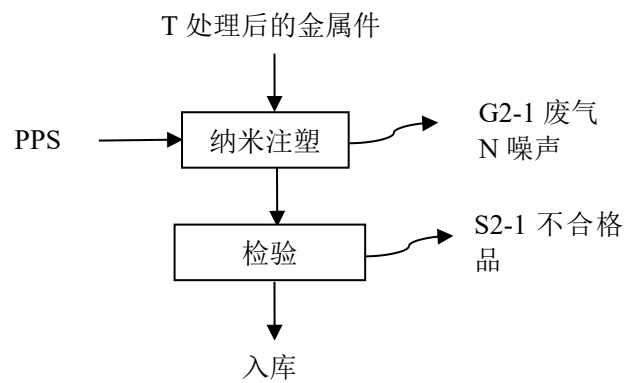 T 处理后的金属件
PPS
纳米注塑
G2-1 废气
N 噪声
检验
S2-1 不合格
品
入库